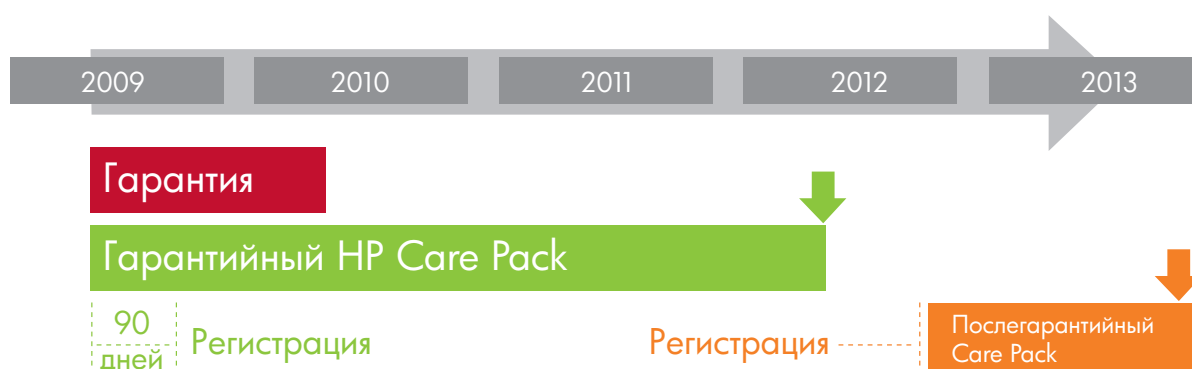 2009 2010 2011 2012 2013
Гарантия
Гарантийный HP Care Pack
90
дней
Регистрация
Регистрация
Послегарантийный
Care Pack